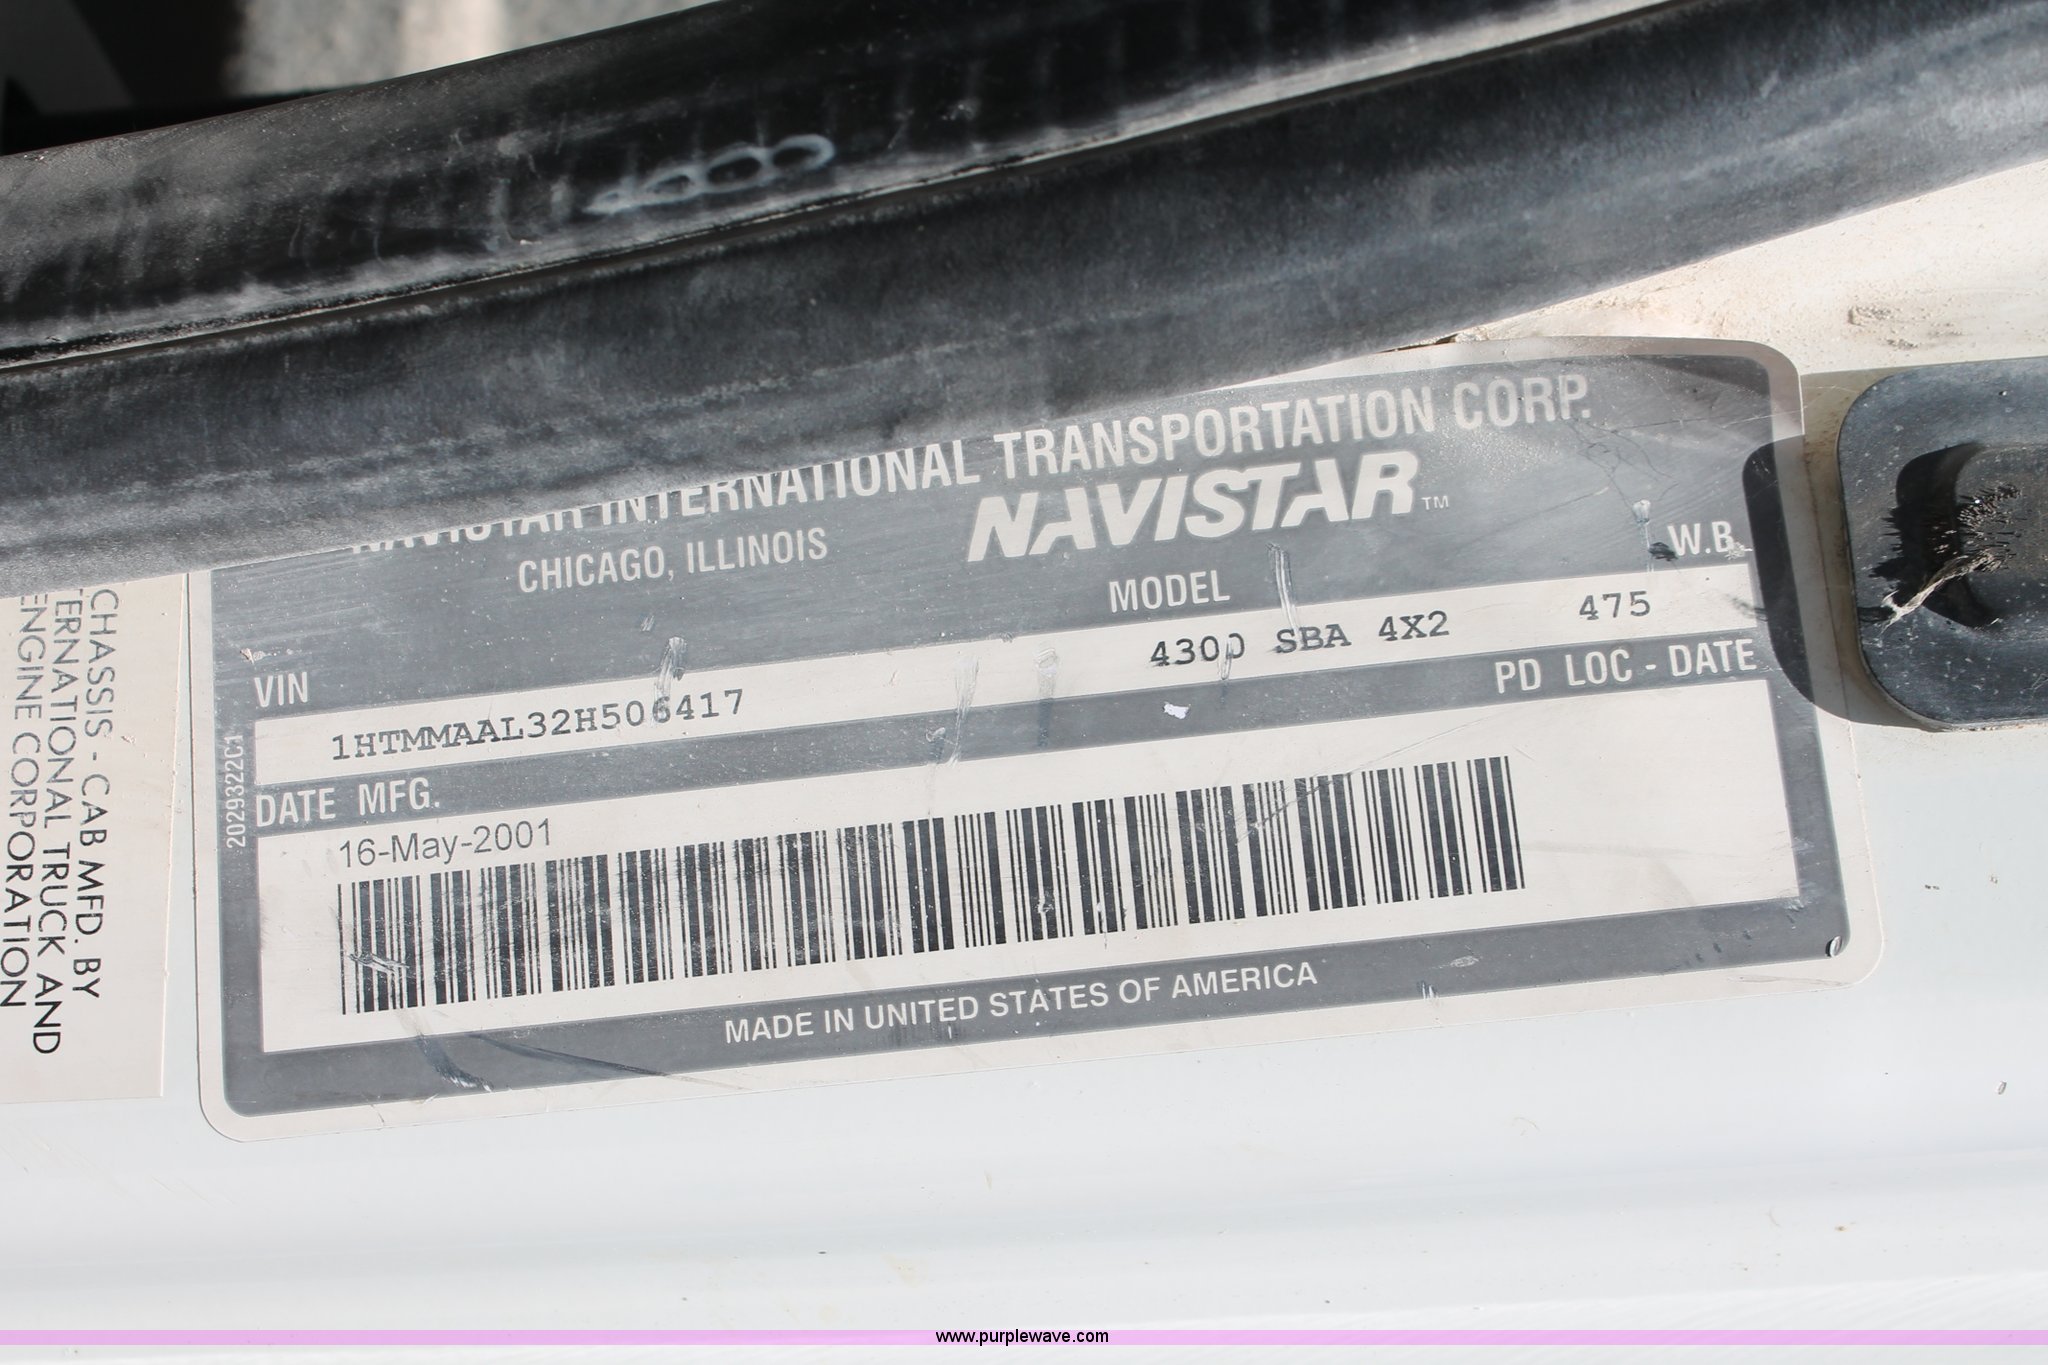 NAVISTAR INTERNATIONAL TRANSPORTATION CORP.
CHICAGO, ILLINOIS
NAVISTAR™
MODEL
W.B.
4300 SBA 4X2
475
VIN
1HTMMAAL32H506417
PD LOC - DATE
DATE MFG.
16-May-2001
MADE IN UNITED STATES OF AMERICA
2029322C1
CHASSIS - CAB MFD. BY
TERNATIONAL TRUCK AND
ENGINE CORPORATION
www.purplewave.com